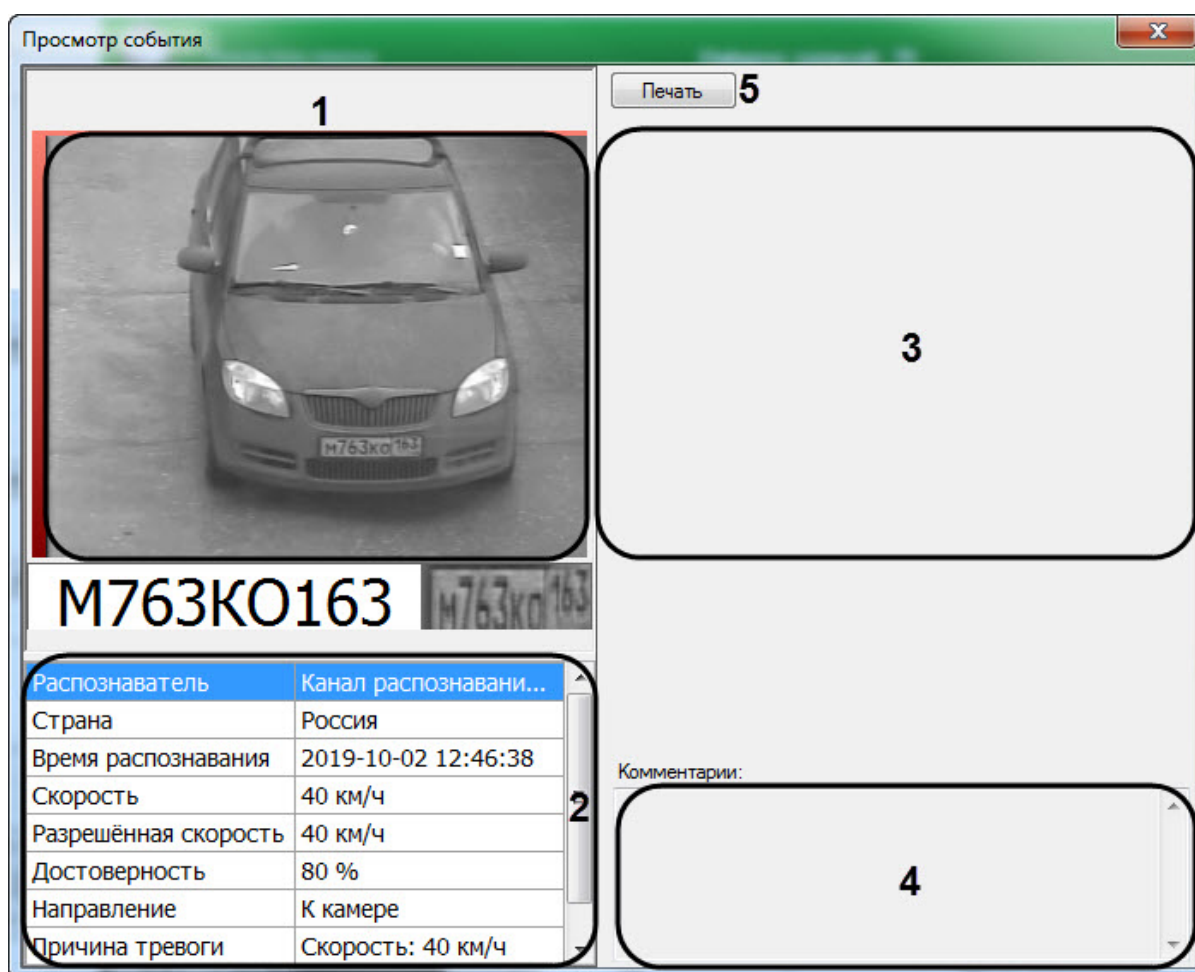 Просмотр события
x
1
м763ко 163
М763КО163
м763ко 163
Распознаватель Канал распознавани...
Страна Россия
Время распознавания 2019-10-02 12:46:38
Скорость 40 км/ч
Разрешённая скорость 40 км/ч
Достоверность 80 %
Направление К камере
Причина тревоги Скорость: 40 км/ч
2
Печать 5
3
Комментарии:
4